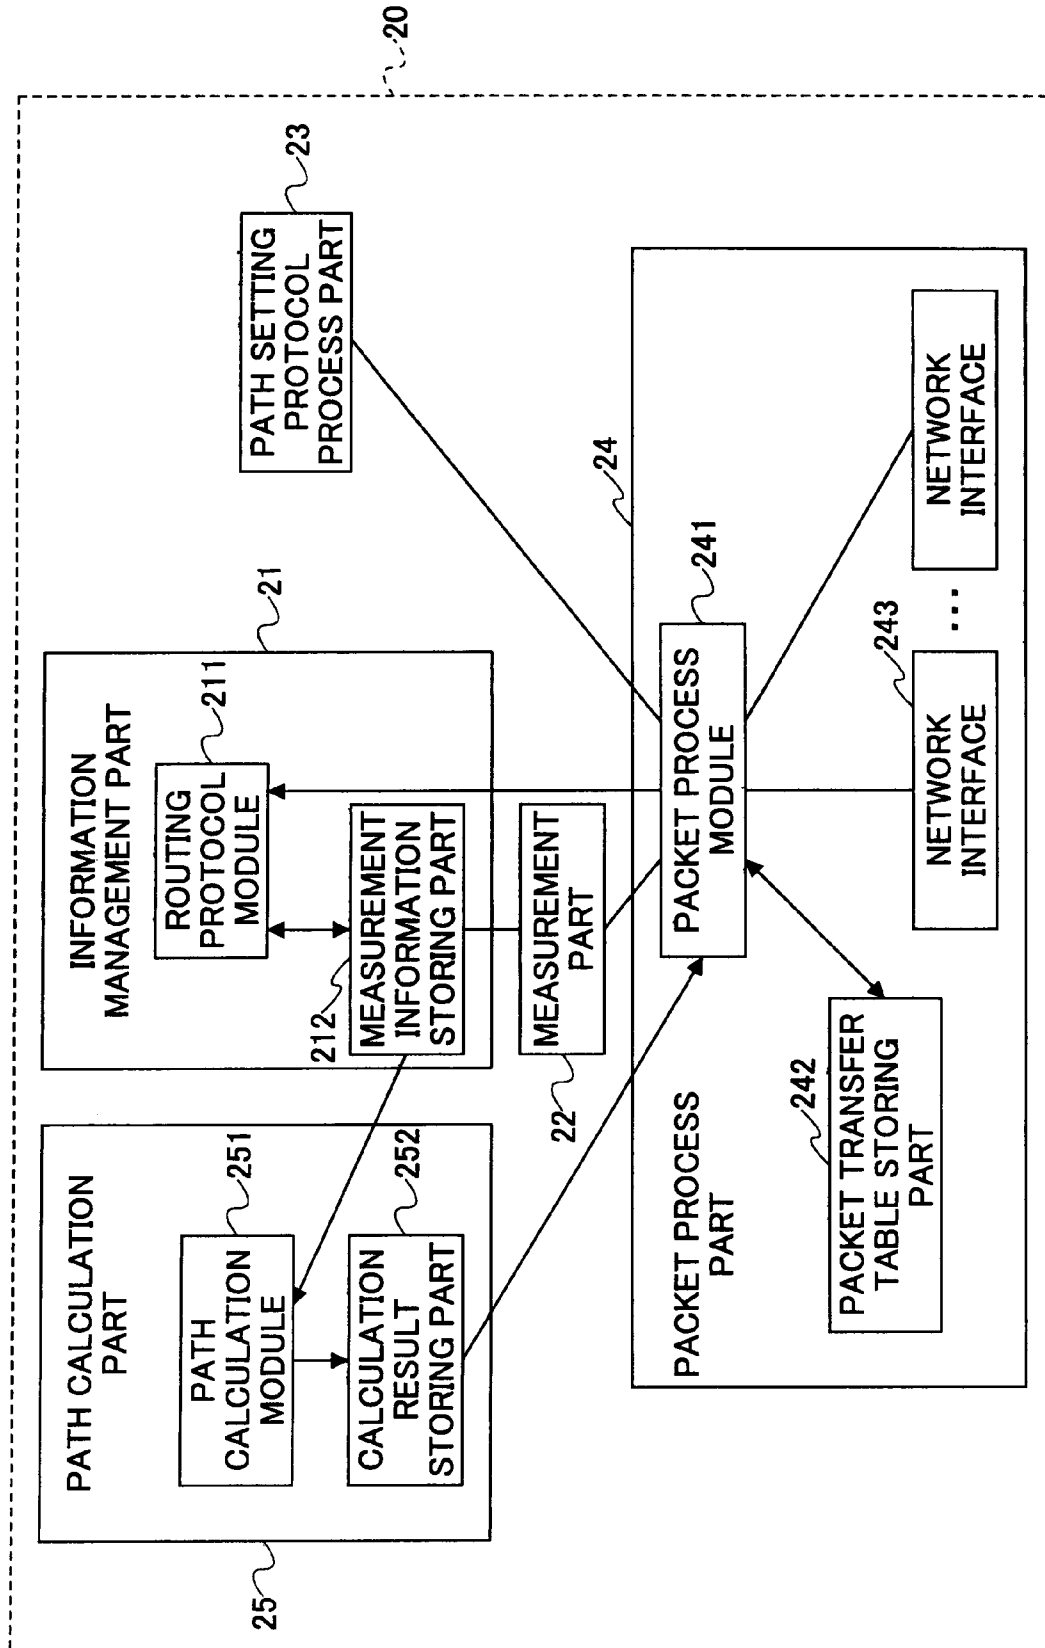 20
PATH CALCULATION
PART
25
PATH
CALCULATION
MODULE
251
CALCULATION
RESULT
STORING PART
252
INFORMATION
MANAGEMENT PART
21
ROUTING
PROTOCOL
MODULE
211
212
MEASUREMENT
INFORMATION
STORING PART
MEASUREMENT
PART
22
PATH SETTING
PROTOCOL
PROCESS PART
23
24
PACKET PROCESS
PART
PACKET PROCESS
MODULE
241
242
PACKET TRANSFER
TABLE STORING
PART
243
NETWORK
INTERFACE
...
NETWORK
INTERFACE